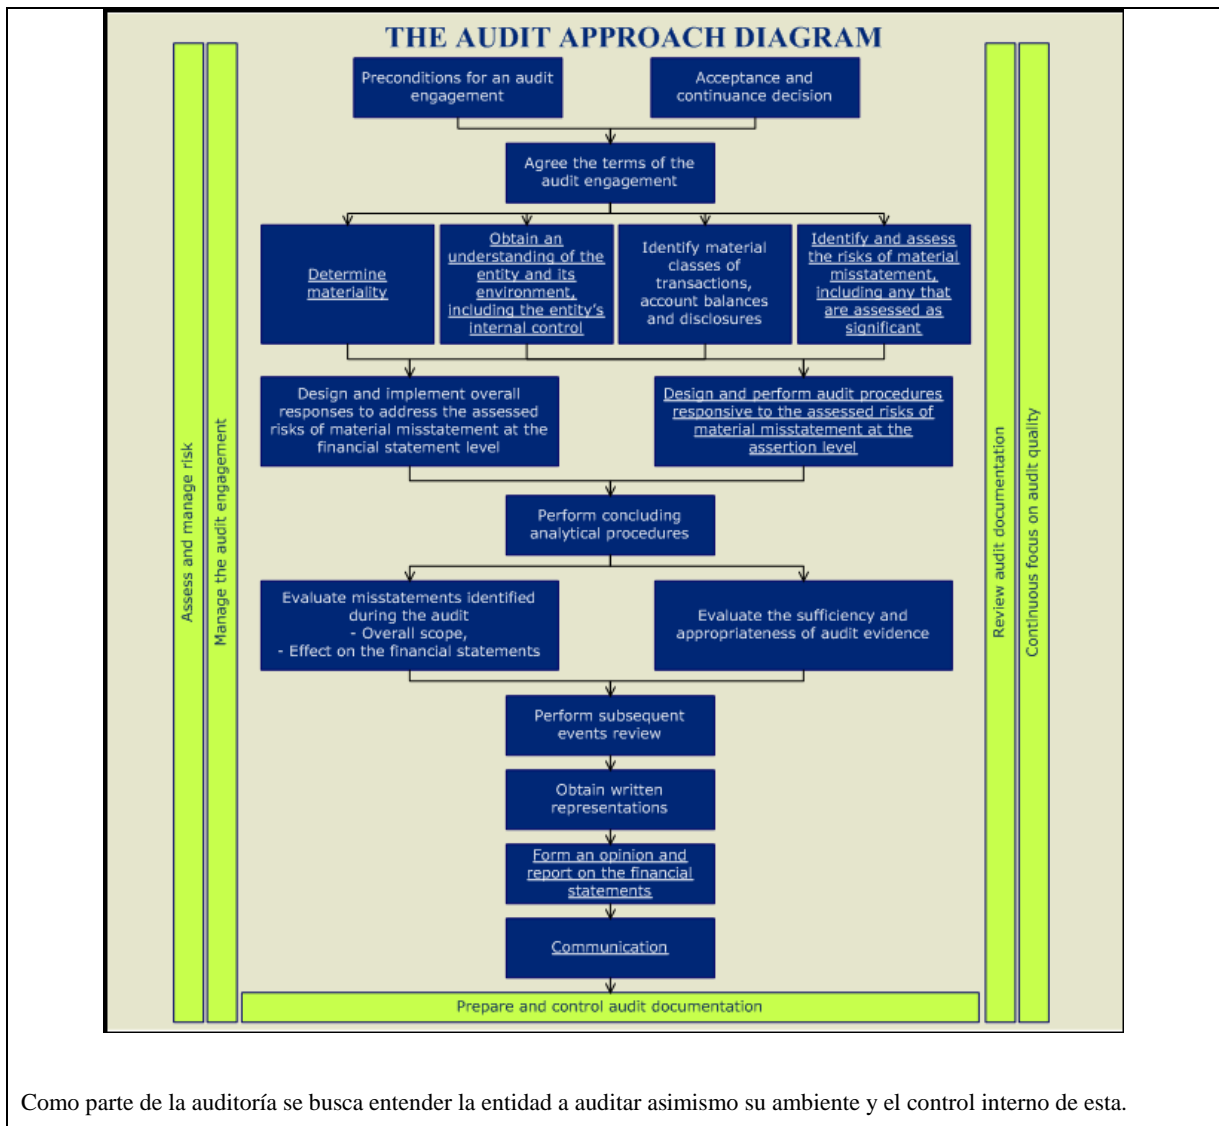 THE AUDIT APPROACH DIAGRAM
Preconditions for an audit
engagement
Acceptance and
continuance decision
Agree the terms of the
audit engagement
Determine
materiality
Obtain an
understanding of the
entity and its
environment,
including the entity's
internal control
Identify material
classes of
transactions,
account balances
and disclosures
Identify and assess
the risks of material
misstatement,
including any that
are assessed as
significant
Design and implement overall
responses to address the assessed
risks of material misstatement at the
financial statement level
Design and perform audit procedures
responsive to the assessed risks of
material misstatement at the
assertion level
Perform concluding
analytical procedures
Evaluate misstatements identified
during the audit
- Overall scope,
- Effect on the financial statements
Evaluate the sufficiency and
appropriateness of audit evidence
Perform subsequent
events review
Obtain written
representations
Form an opinion and
report on the financial
statements
Communication
Prepare and control audit documentation
Assess and manage risk
Manage the audit engagement
Review audit documentation
Continuous focus on audit quality
Como parte de la auditoría se busca entender la entidad a auditar asimismo su ambiente y el control interno de esta.